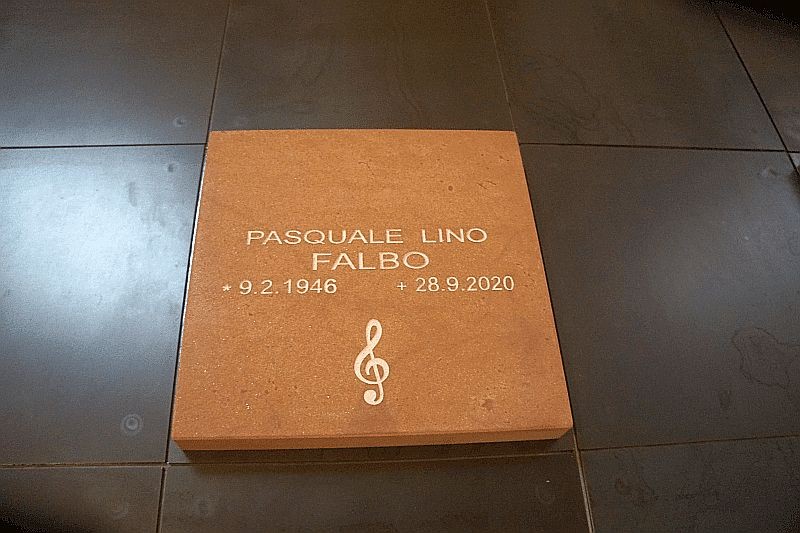 PASQUALE LINO
FALBO
* 9.2.1946 + 28.9.2020